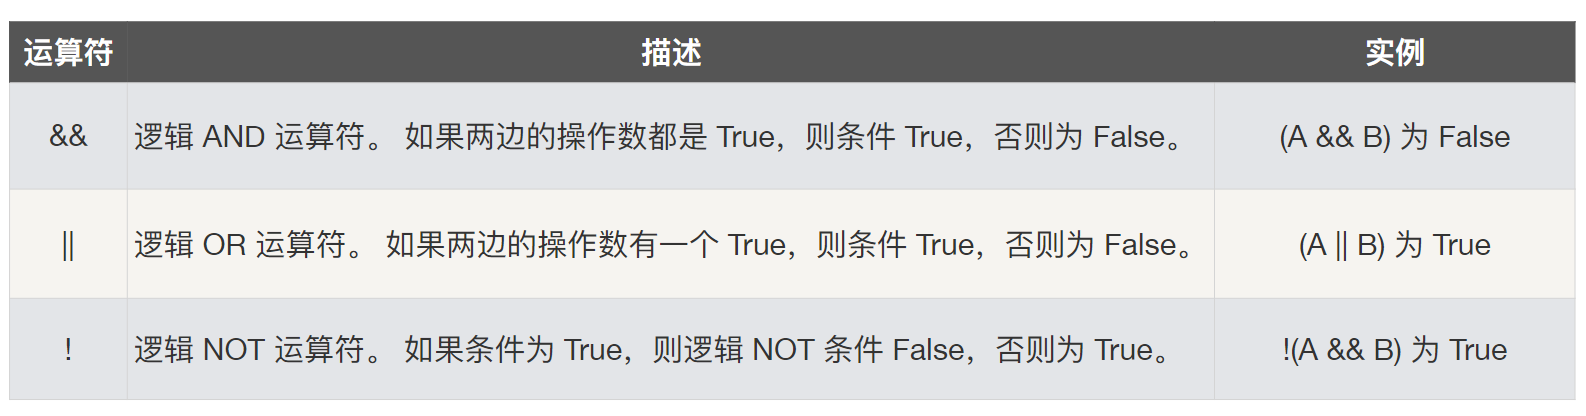 运算符 描述 实例
&& 逻辑 AND 运算符。 如果两边的操作数都是 True，则条件 True，否则为 False。 (A && B) 为 False
|| 逻辑 OR 运算符。 如果两边的操作数有一个 True，则条件 True，否则为 False。 (A || B) 为 True
! 逻辑 NOT 运算符。 如果条件为 True，则逻辑 NOT 条件 False，否则为 True。 !(A && B) 为 True